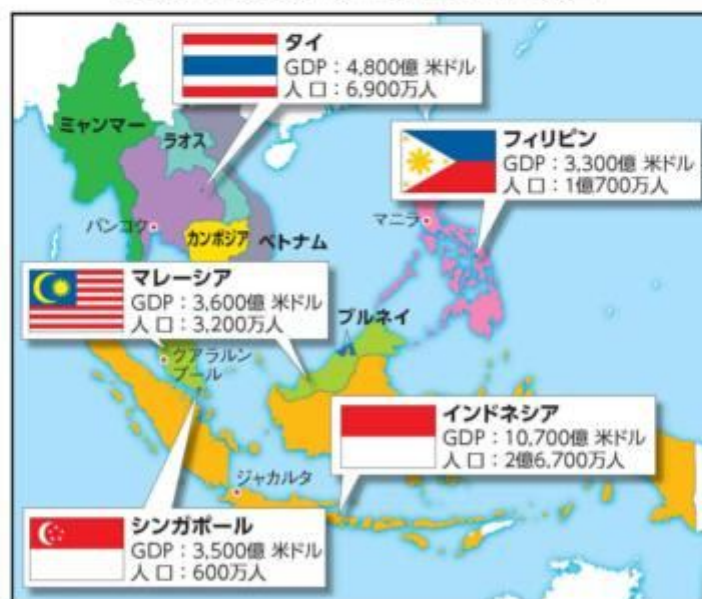 タイ
GDP：4,800億 米ドル
人 口：6,900万人
ミャンマー
ラオス
フィリピン
GDP：3,300億 米ドル
人 口：1億700万人
バンコク
カンボジア
ベトナム
マニラ
マレーシア
GDP：3,600億 米ドル
人 口：3,200万人
ブルネイ
クアラルン
プール
インドネシア
GDP：10,700億 米ドル
人 口：2億6,700万人
ジャカルタ
シンガポール
GDP：3,500億 米ドル
人 口：600万人